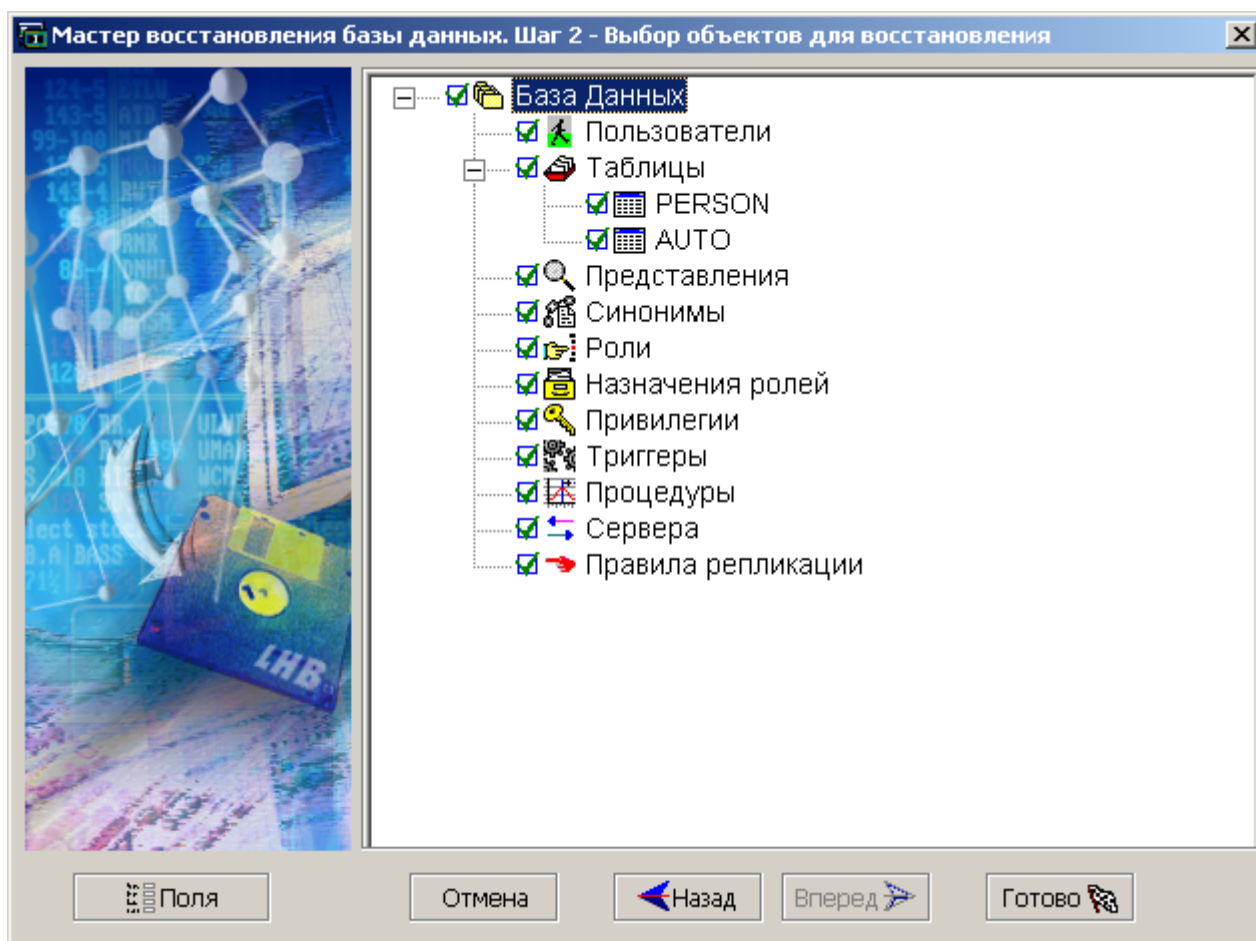 Мастер восстановления базы данных. Шаг 2 - Выбор объектов для восстановления
База Данных
Пользователи
Таблицы
PERSON
AUTO
Представления
Синонимы
Роли
Назначения ролей
Привилегии
Триггеры
Процедуры
Сервера
Правила репликации
LHB
Поля
Отмена
Назад
Вперед
Готово